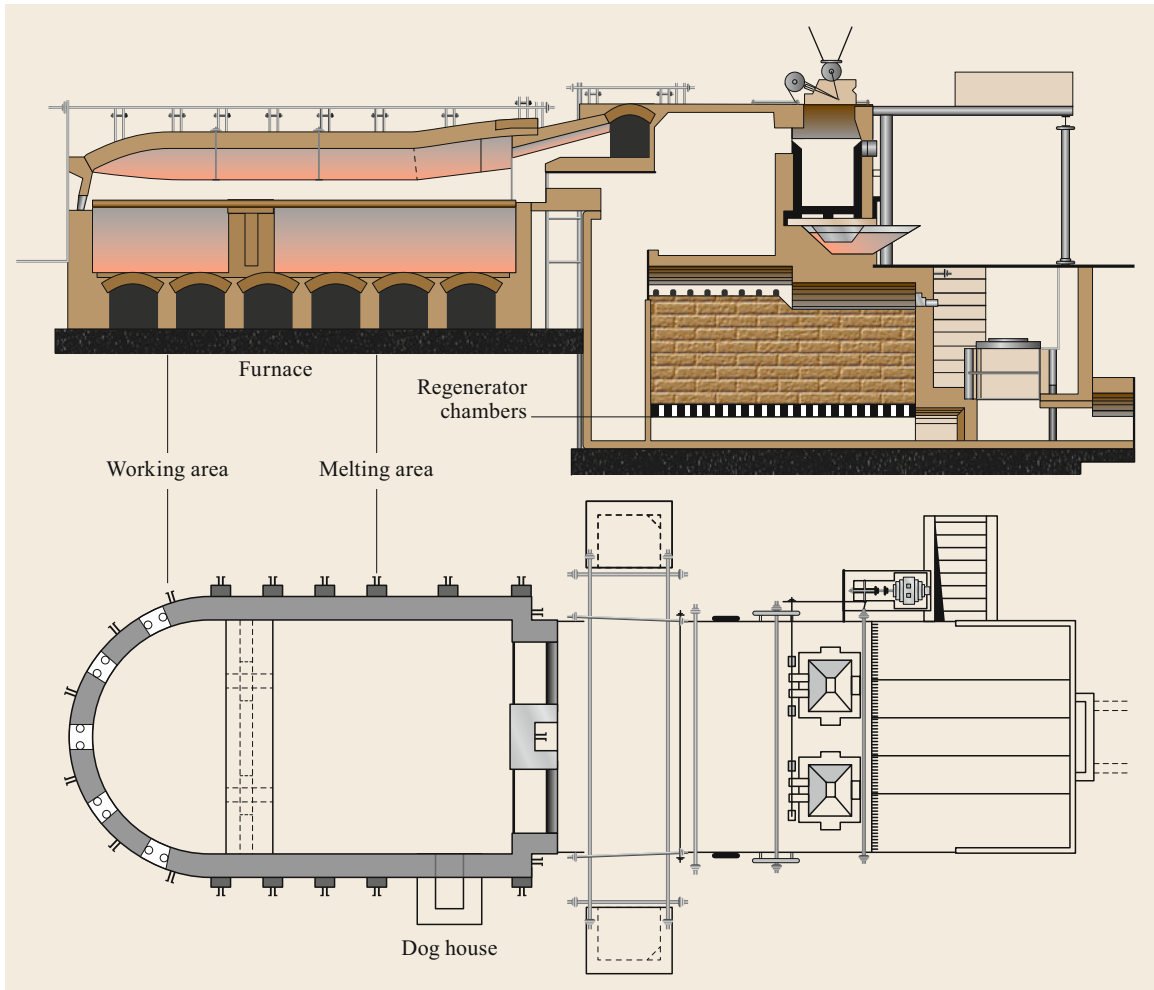 Furnace
Regenerator
chambers
Working area
Melting area
Dog house